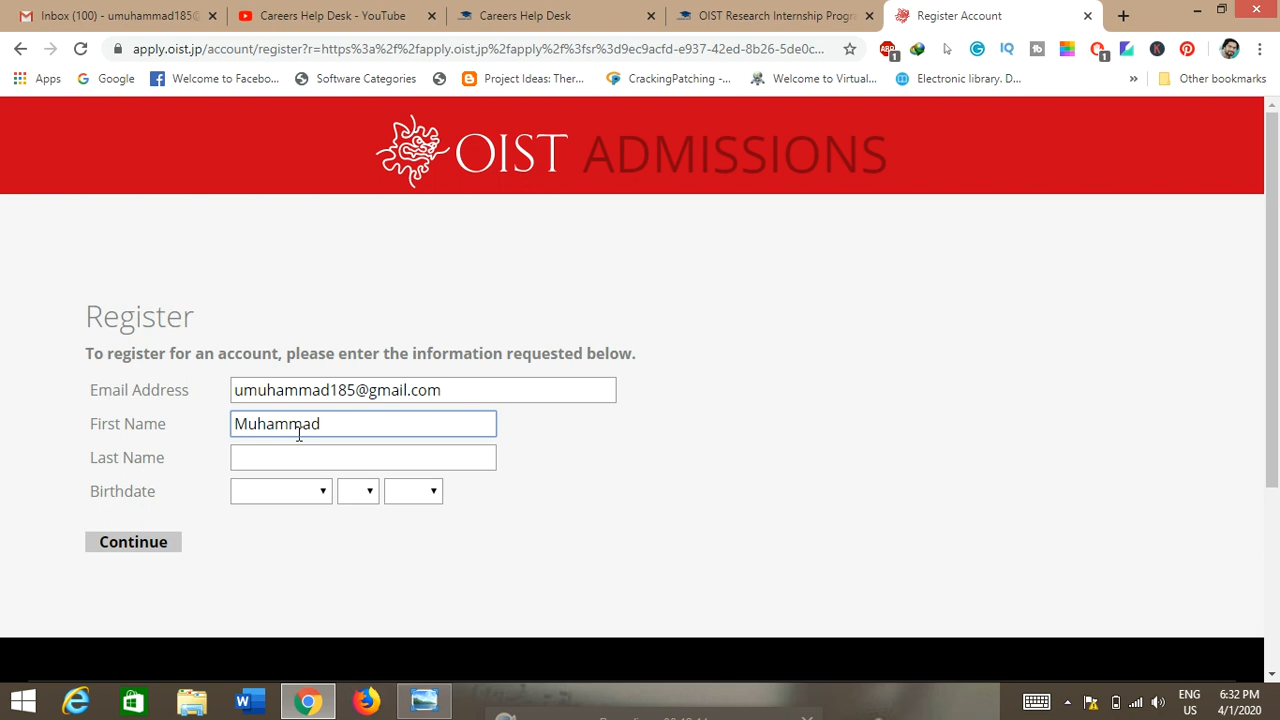 Inbox (100) - umuhammad185@
Careers Help Desk - YouTube
Careers Help Desk
OIST Research Internship Progr
Register Account
apply.oist.jp/account/register?r=https%3a%2f%2fapply.oist.jp%2fapply%2f%3fsr%3d9ec9acfd-e937-42ed-8b26-5de0c...
Apps
Google
Welcome to Facebo...
Software Categories
Project Ideas: Ther...
CrackingPatching -...
Welcome to Virtual...
Electronic library. D...
»
Other bookmarks
OIST ADMISSIONS
Register
To register for an account, please enter the information requested below.
Email Address umuhammad185@gmail.com
First Name Muhammad
Last Name
Birthdate
Continue
ENG 6:32 PM
US 4/1/2020